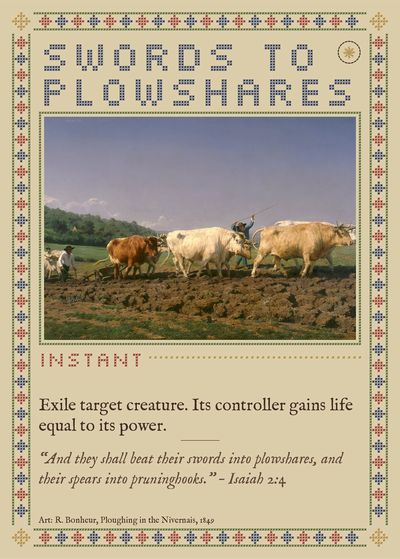 SWORDS TO
PLOWSHARES
INSTANT
Exile target creature. Its controller gains life
equal to its power.
“And they shall beat their swords into plowshares, and
their spears into pruninghooks.” – Isaiah 2:4
Art: R. Bonheur, Ploughing in the Nivernais, 1849